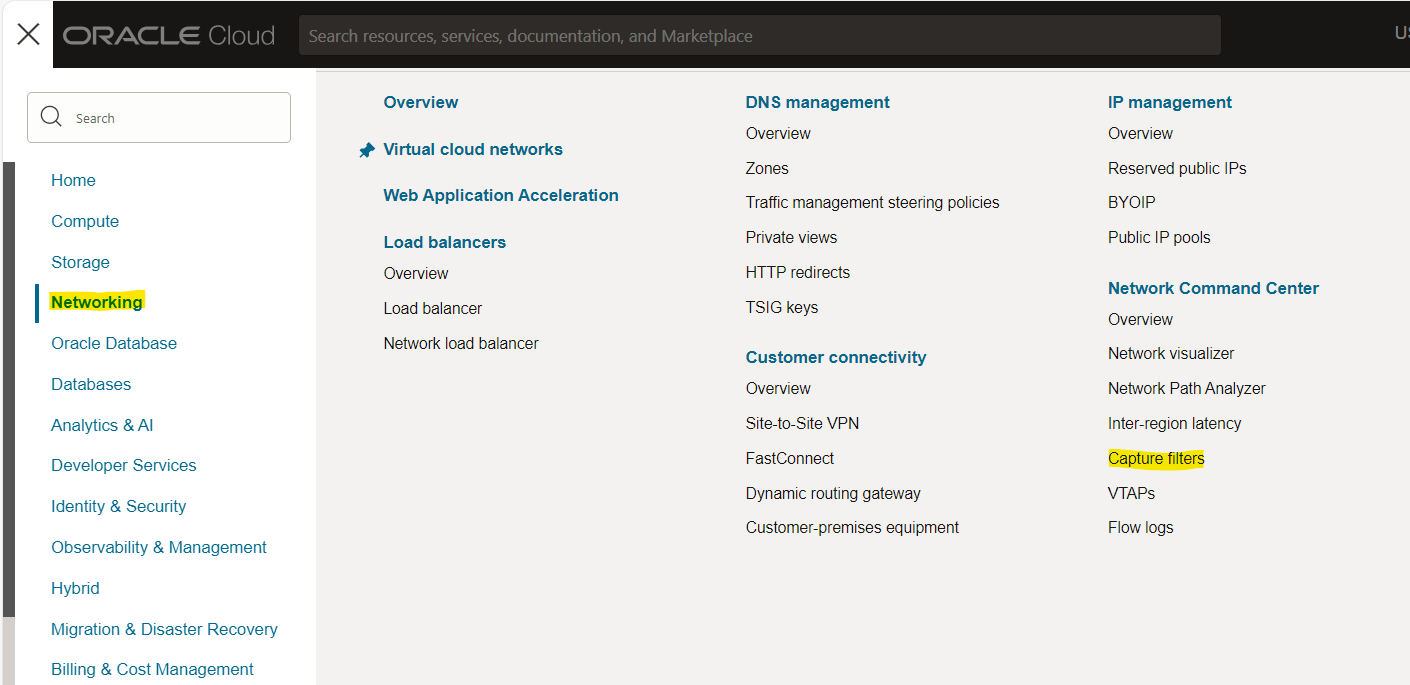 ORACLE Cloud
Search resources, services, documentation, and Marketplace
Search
Home
Compute
Storage
Networking
Oracle Database
Databases
Analytics & AI
Developer Services
Identity & Security
Observability & Management
Hybrid
Migration & Disaster Recovery
Billing & Cost Management
Overview
Virtual cloud networks
Web Application Acceleration
Load balancers
Overview
Load balancer
Network load balancer
DNS management
Overview
Zones
Traffic management steering policies
Private views
HTTP redirects
TSIG keys
Customer connectivity
Overview
Site-to-Site VPN
FastConnect
Dynamic routing gateway
Customer-premises equipment
IP management
Overview
Reserved public IPs
BYOIP
Public IP pools
Network Command Center
Overview
Network visualizer
Network Path Analyzer
Inter-region latency
Capture filters
VTAPs
Flow logs